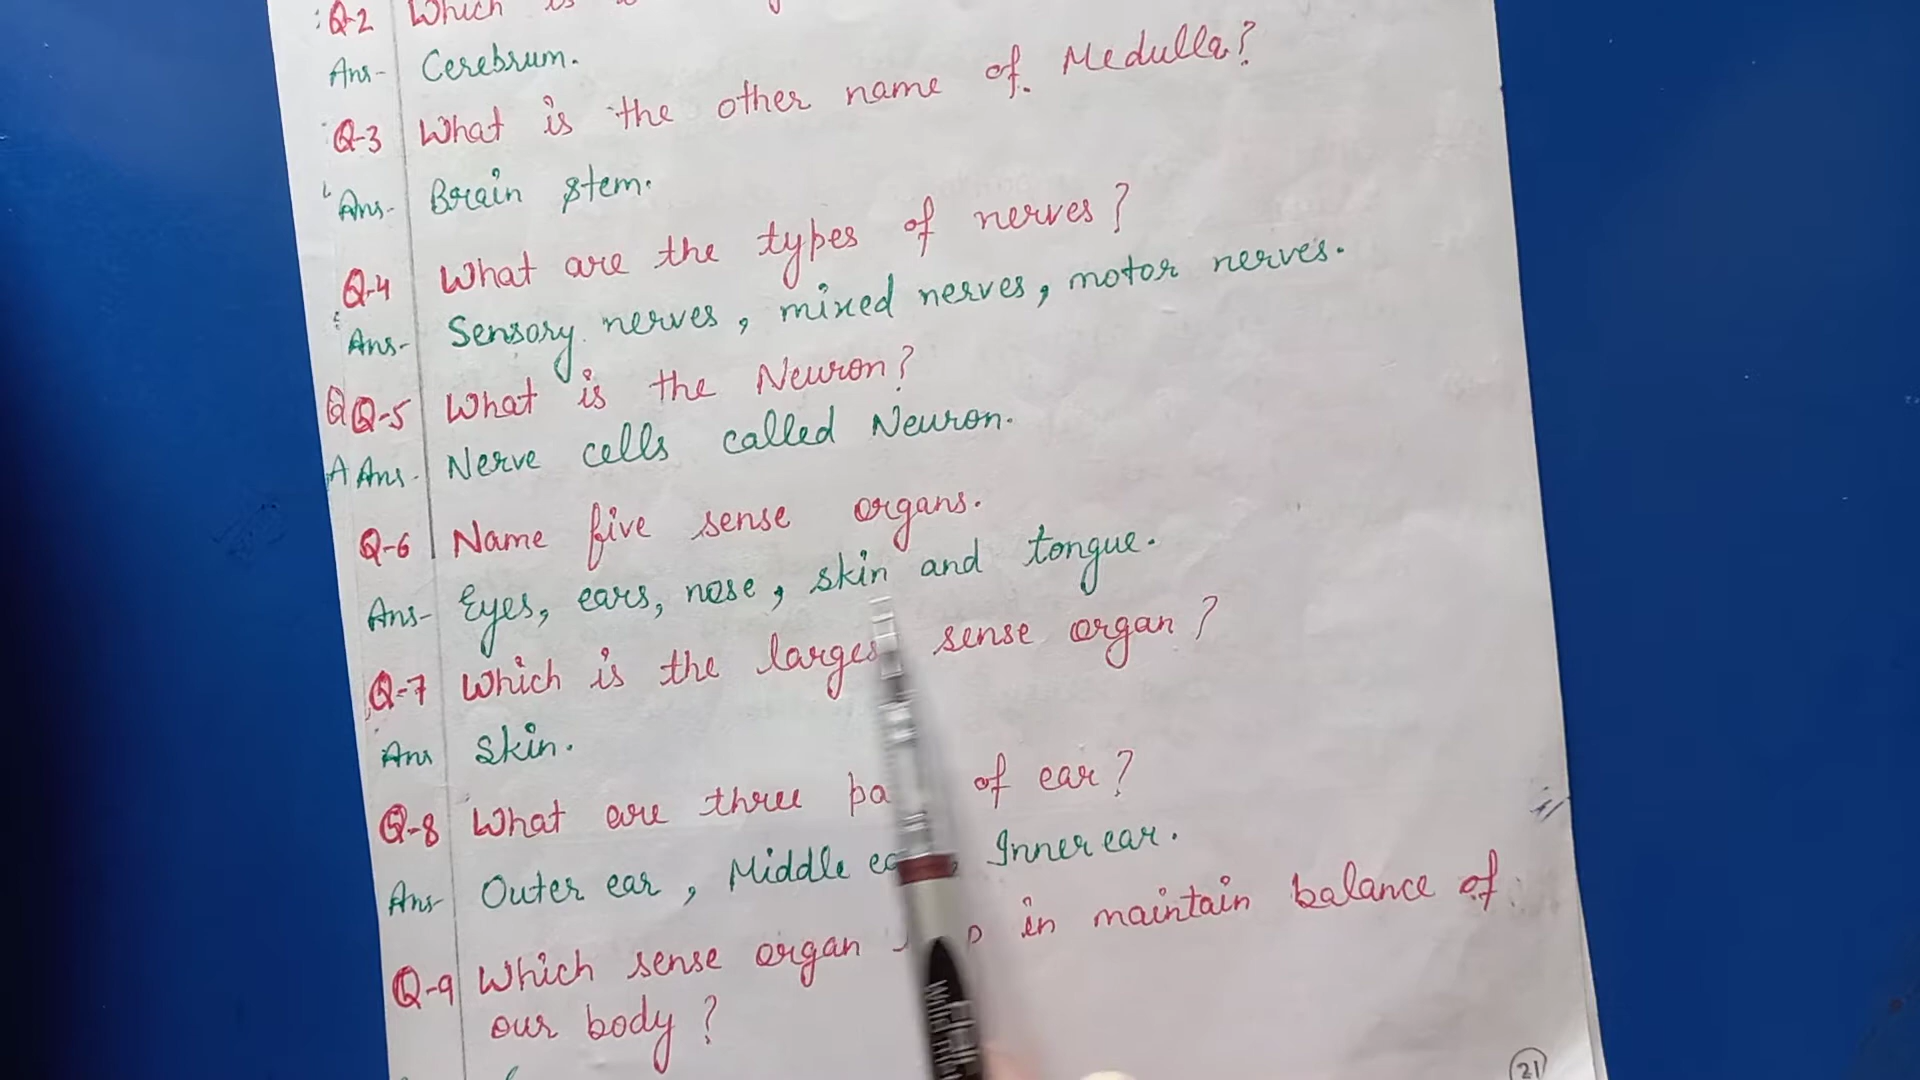 Q-2 Which is
Ans- Cerebrum.
Q-3 What is the other name of Medulla?
Ans- Brain stem.
Q-4 What are the types of nerves?
Ans- Sensory nerves, mixed nerves, motor nerves.
Q-5 What is the Neuron?
Ans- Nerve cells called Neuron.
Q-6 Name five sense organs.
Ans- Eyes, ears, nose, skin and tongue.
Q-7 Which is the larges sense organ?
Ans Skin.
Q-8 What are three pa of ear?
Ans Outer ear, Middle ea, Inner ear.
Q-9 Which sense organ in maintain balance of
our body?
21